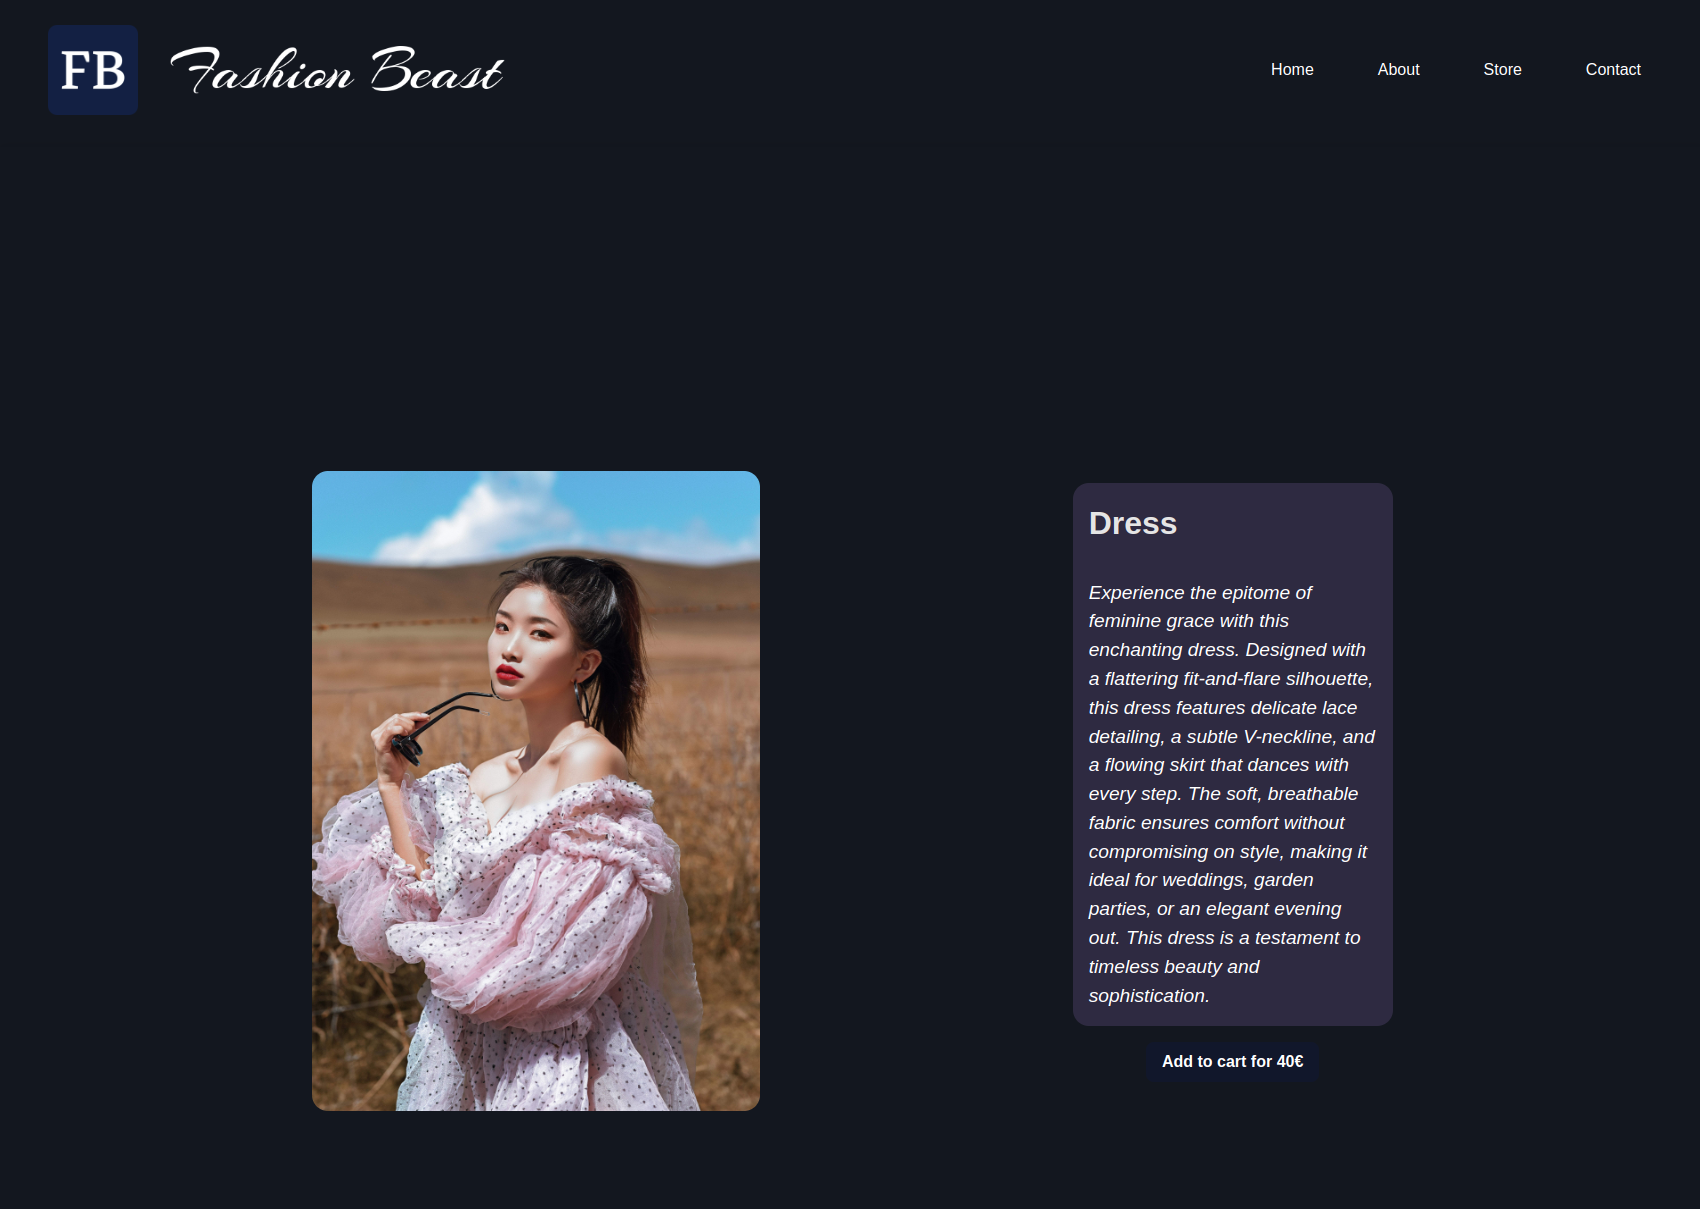 FB
Fashion Beast
Home
About
Store
Contact
Dress
Experience the epitome of
feminine grace with this
enchanting dress. Designed with
a flattering fit-and-flare silhouette,
this dress features delicate lace
detailing, a subtle V-neckline, and
a flowing skirt that dances with
every step. The soft, breathable
fabric ensures comfort without
compromising on style, making it
ideal for weddings, garden
parties, or an elegant evening
out. This dress is a testament to
timeless beauty and
sophistication.
Add to cart for 40€